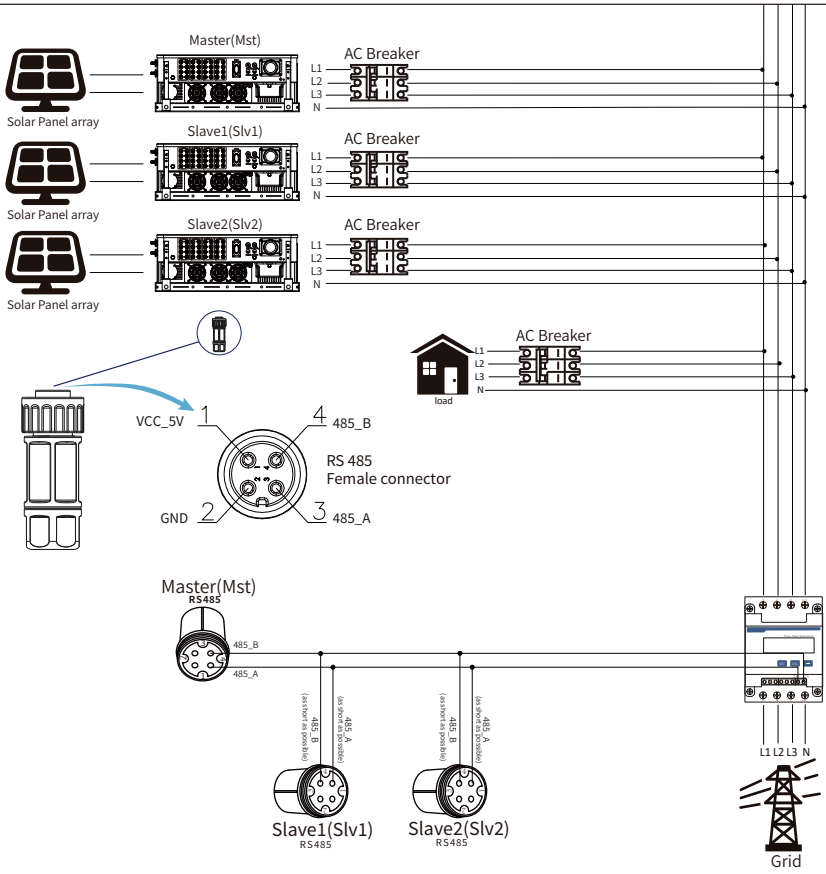 Master(Mst)
AC Breaker
L1
L2
L3
N
Solar Panel array
Slave1(Slv1)
AC Breaker
L1
L2
L3
N
Solar Panel array
Slave2(Slv2)
AC Breaker
L1
L2
L3
N
Solar Panel array
AC Breaker
L1
L2
L3
N
load
VCC_5V 1
4 485_B
1 4
2 3
RS 485
Female connector
GND 2
3 485_A
Master(Mst)
RS485
485_B
485_A
485_B
(as short as possible)
485_A
(as short as possible)
485_B
(as short as possible)
485_A
(as short as possible)
Slave1(Slv1)
RS485
Slave2(Slv2)
RS485
L1 L2 L3 N
Grid